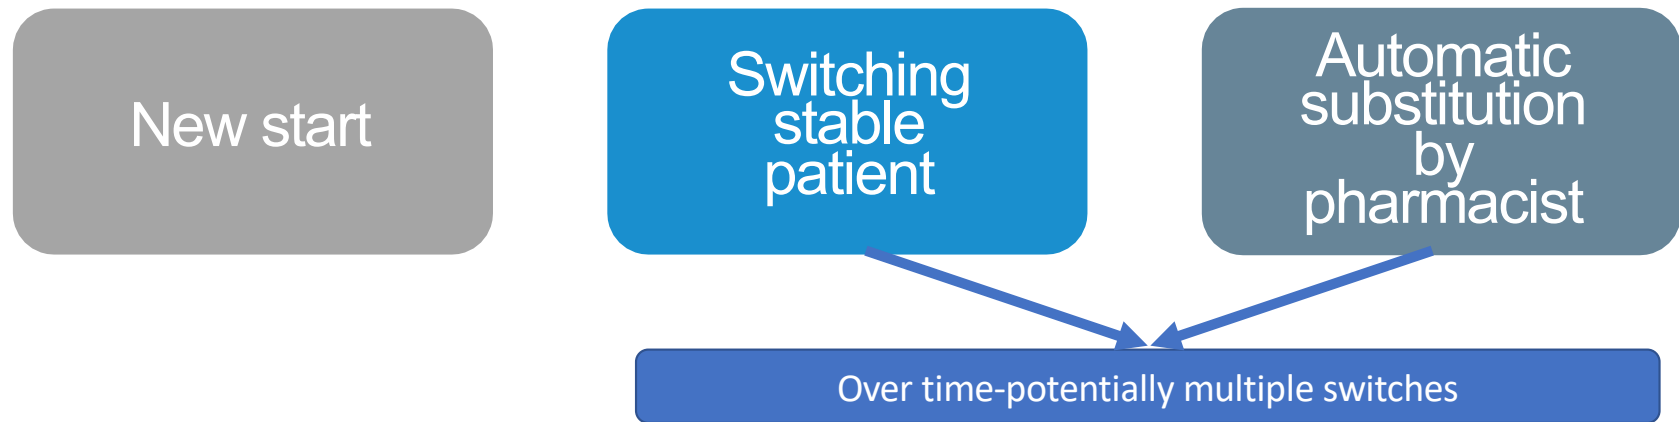 New start
Switching
stable
patient
Automatic
substitution
by
pharmacist
Over time-potentially multiple switches